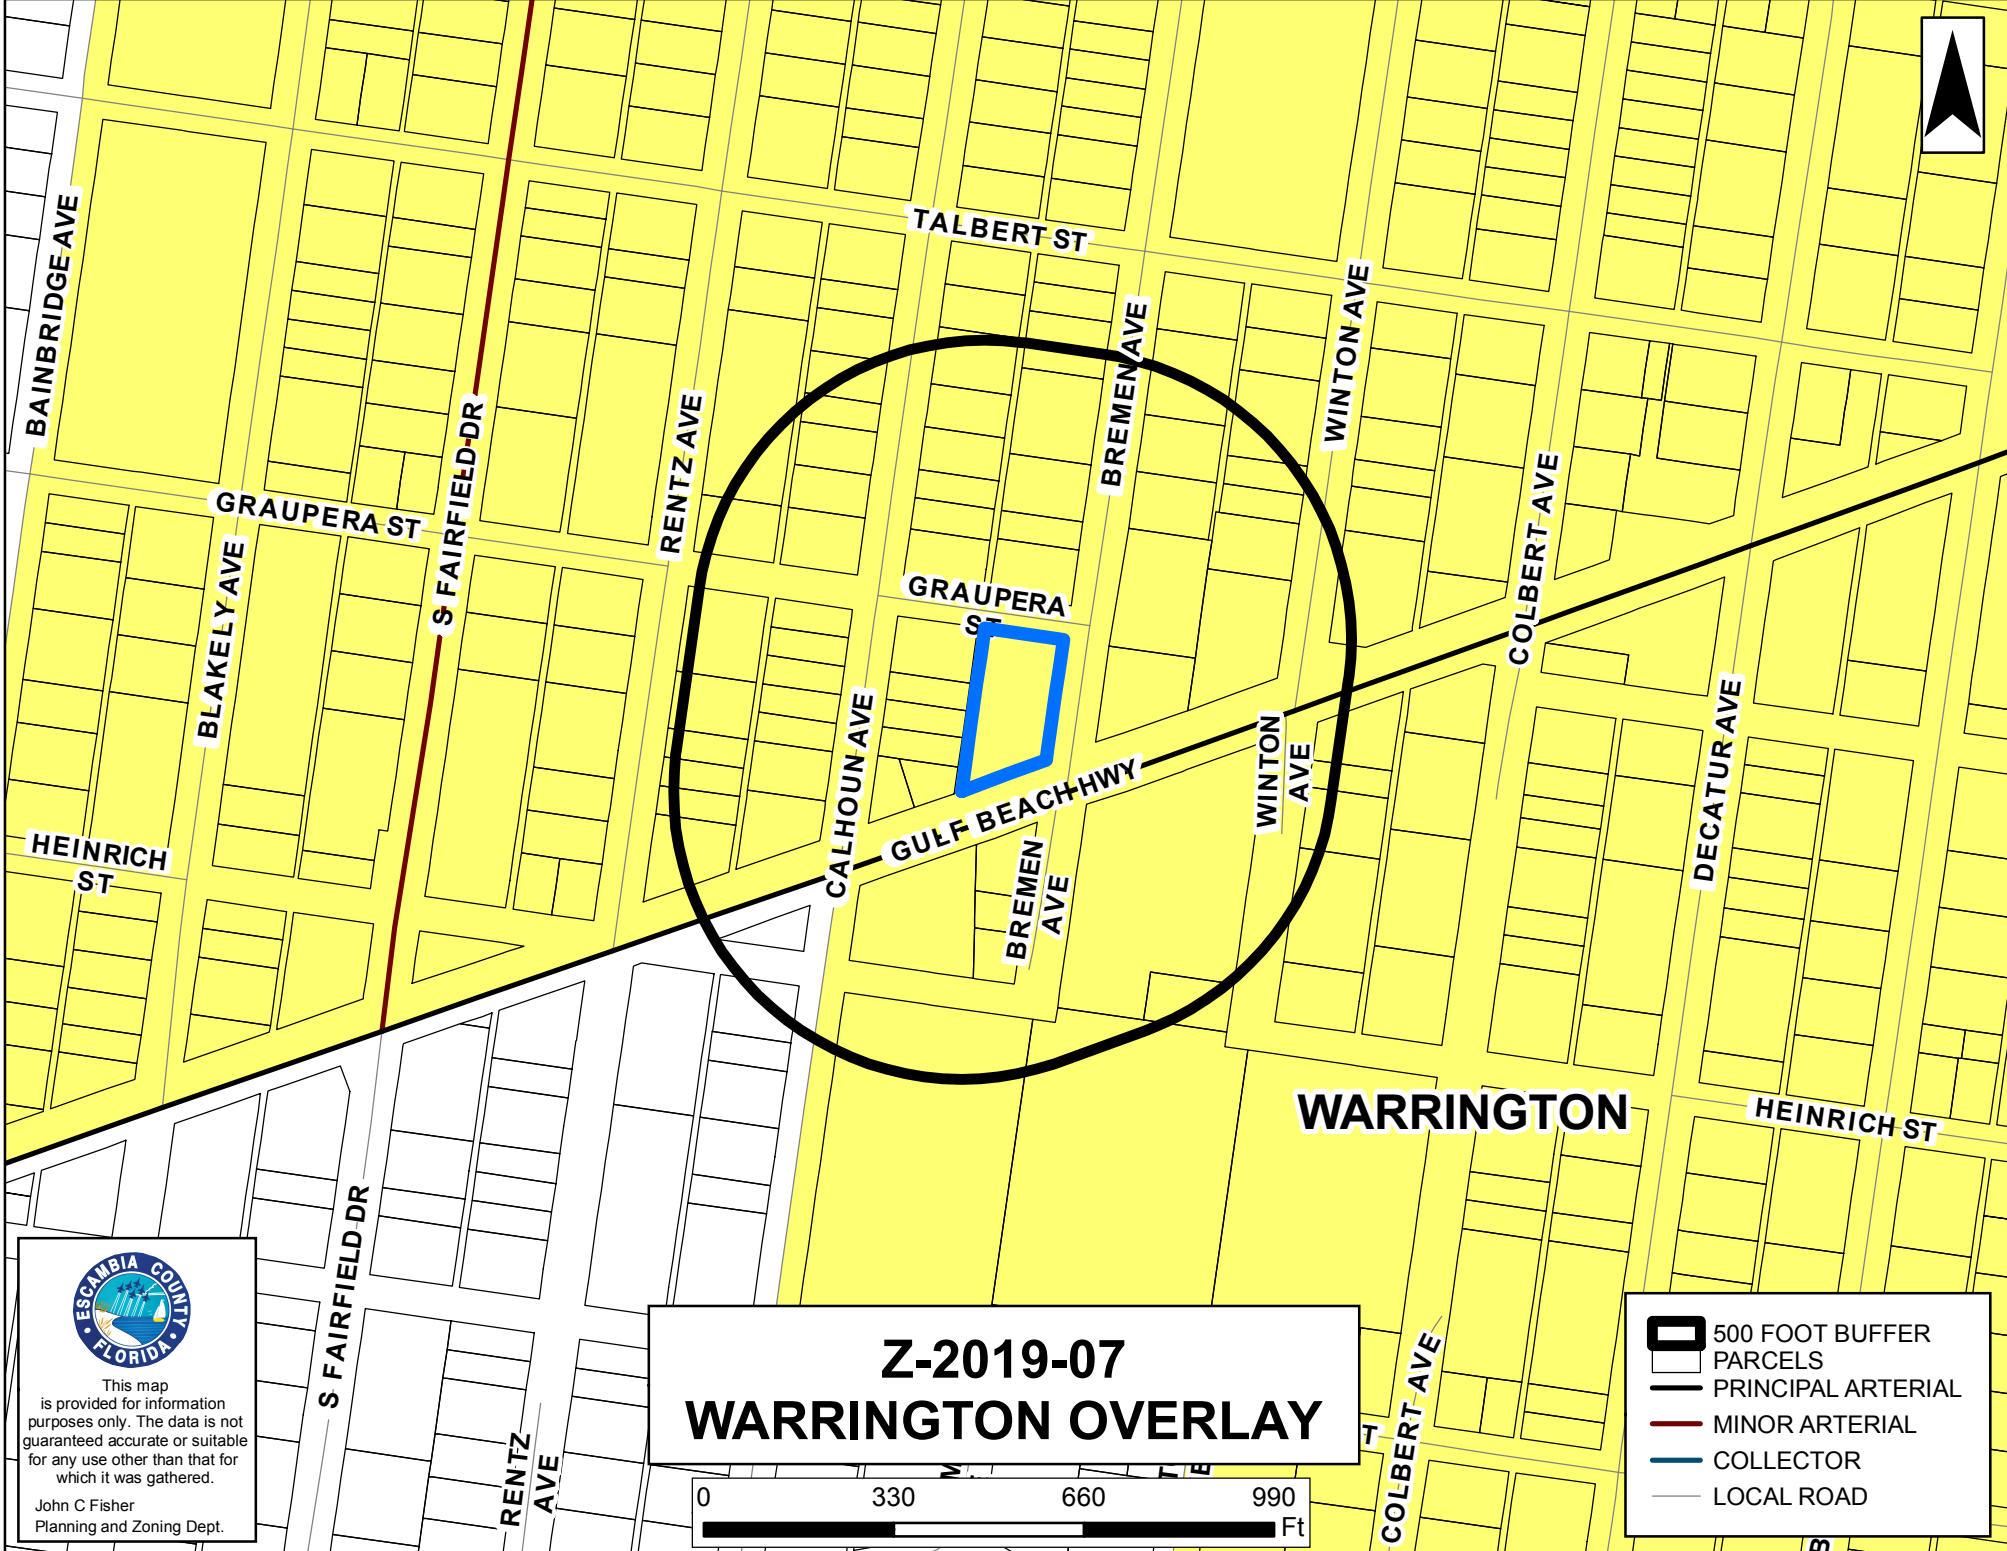 TALBERT ST
BAINBRIDGE AVE
WINTON AVE
BREMEN AVE
RENTZ AVE
S FAIRFIELD DR
COLBERT AVE
GRAUPERA ST
BLAKELY AVE
GRAUPERA
ST
CALHOUN AVE
DECATUR AVE
WINTON
AVE
GULF BEACH HWY
HEINRICH
ST
BREMEN
AVE
WARRINGTON
HEINRICH ST
S FAIRFIELD DR
RENTZ
AVE
COLBERT AVE
ESCAMBIA COUNTY
FLORIDA
This map
is provided for information
purposes only. The data is not
guaranteed accurate or suitable
for any use other than that for
which it was gathered.
John C Fisher
Planning and Zoning Dept.
Z-2019-07
WARRINGTON OVERLAY
0 330 660 990
Ft
500 FOOT BUFFER
PARCELS
PRINCIPAL ARTERIAL
MINOR ARTERIAL
COLLECTOR
LOCAL ROAD